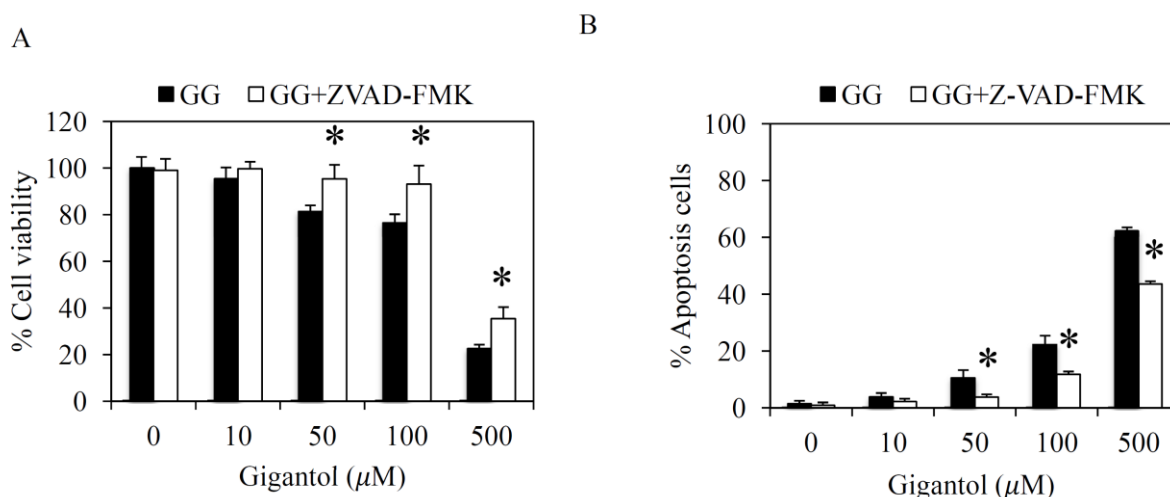 A
GG GG+ZVAD-FMK
120
100
80
60
40
20
0
% Cell viability
* * *
0 10 50 100 500
Gigantol (µM)
B
GG GG+Z-VAD-FMK
100
80
60
40
20
0
% Apoptosis cells
* * *
0 10 50 100 500
Gigantol (µM)